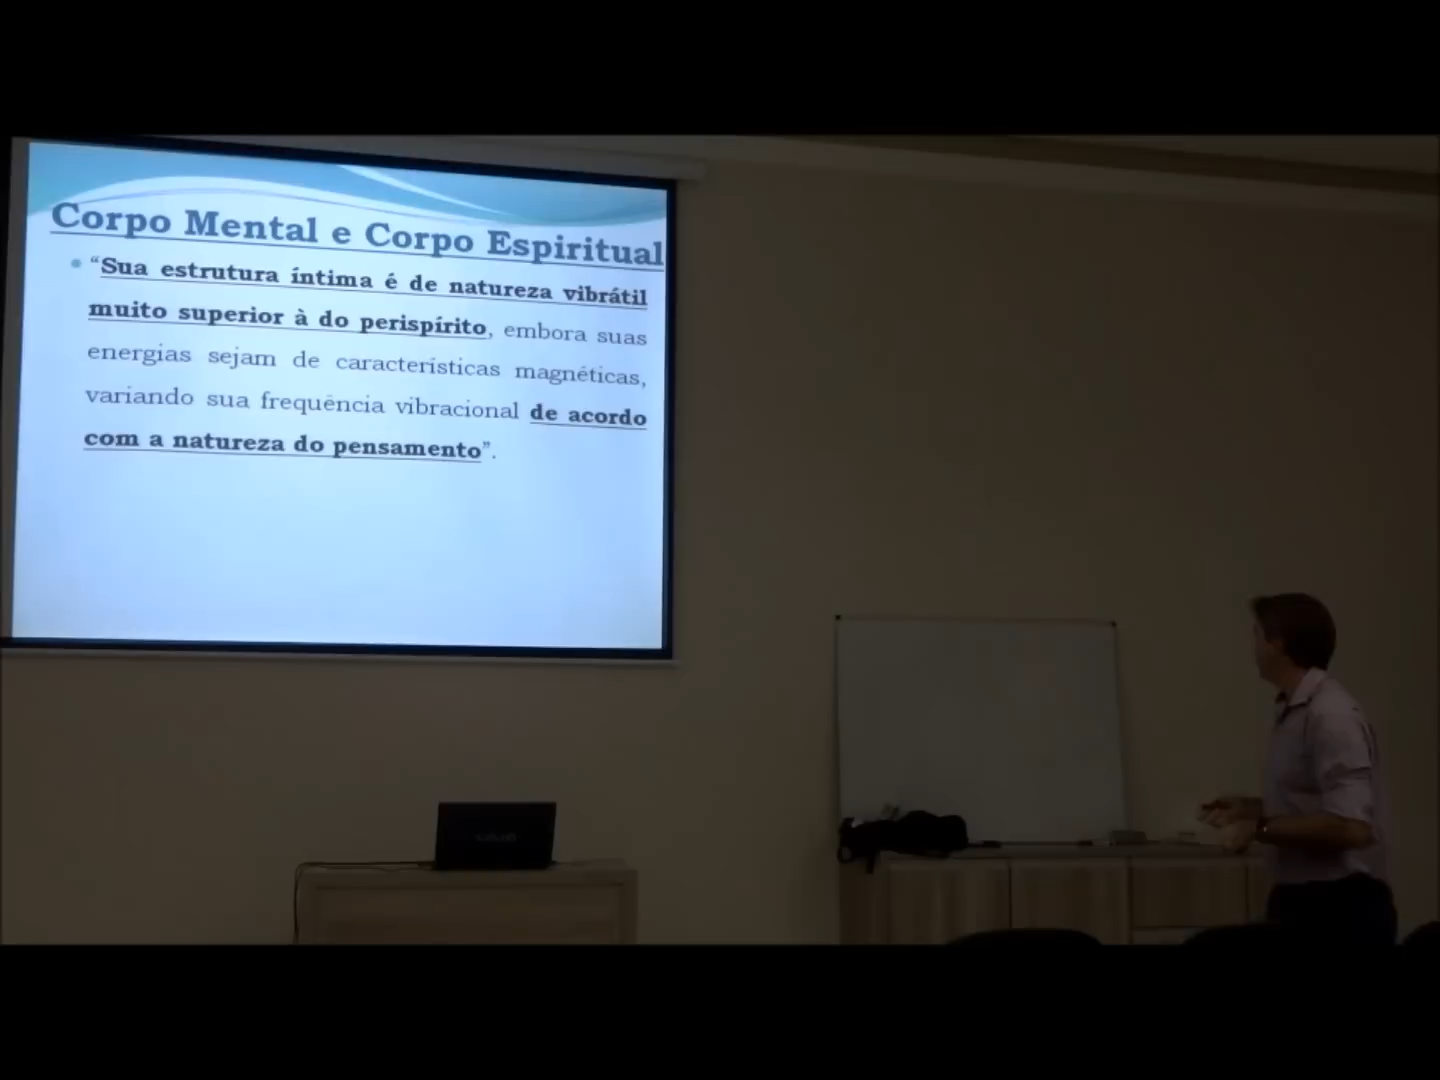 Corpo Mental e Corpo Espiritual
“Sua estrutura íntima é de natureza vibrátil
muito superior à do perispírito, embora suas
energias sejam de características magnéticas,
variando sua frequência vibracional de acordo
com a natureza do pensamento”.